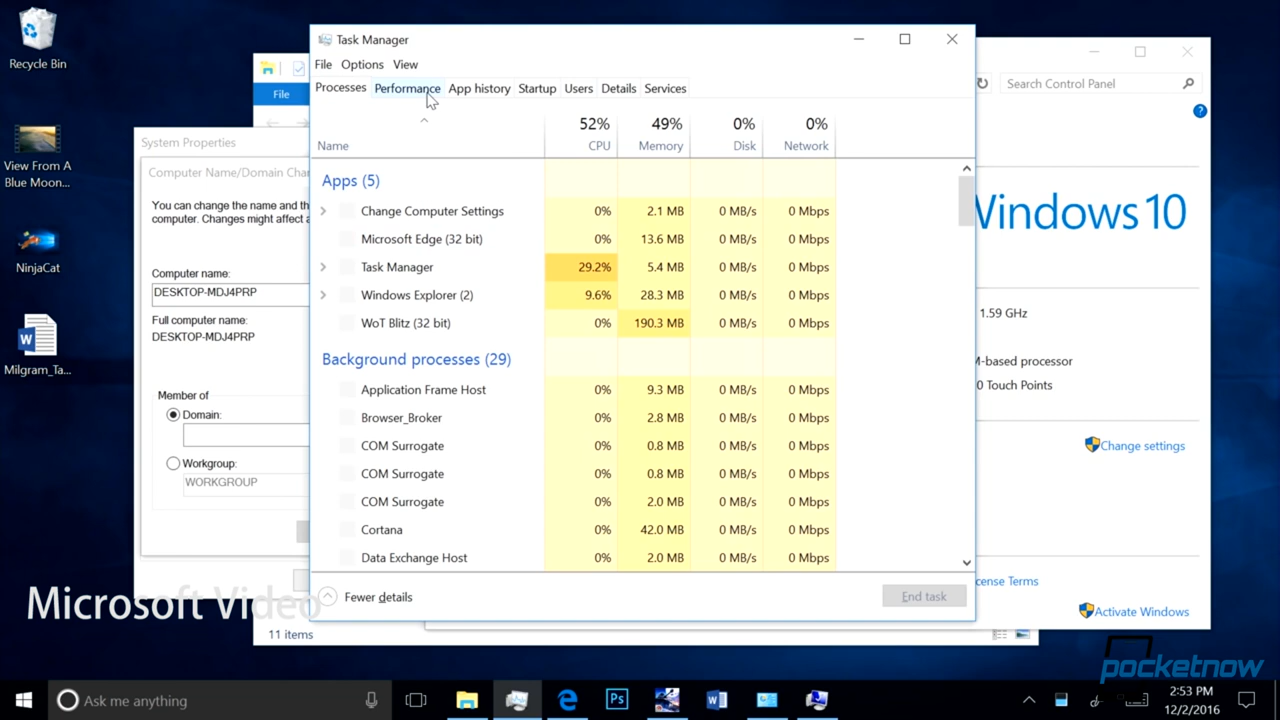 Recycle Bin
View From A
Blue Moon...
NinjaCat
Milgram_Ta...
System Properties
Computer Name/Domain Cha
You can change the name and the
computer. Changes might affect a
Computer name:
DESKTOP-MDJ4PRP
Full computer name:
DESKTOP-MDJ4PRP
Member of
Domain:
Workgroup:
WORKGROUP
File
11 items
Task Manager
File Options View
Processes Performance App history Startup Users Details Services
52% 49% 0% 0%
Name CPU Memory Disk Network
Apps (5)
Change Computer Settings 0% 2.1 MB 0 MB/s 0 Mbps
Microsoft Edge (32 bit) 0% 13.6 MB 0 MB/s 0 Mbps
Task Manager 29.2% 5.4 MB 0 MB/s 0 Mbps
Windows Explorer (2) 9.6% 28.3 MB 0 MB/s 0 Mbps
WoT Blitz (32 bit) 0% 190.3 MB 0 MB/s 0 Mbps
Background processes (29)
Application Frame Host 0% 9.3 MB 0 MB/s 0 Mbps
Browser_Broker 0% 2.8 MB 0 MB/s 0 Mbps
COM Surrogate 0% 0.8 MB 0 MB/s 0 Mbps
COM Surrogate 0% 0.8 MB 0 MB/s 0 Mbps
COM Surrogate 0% 2.0 MB 0 MB/s 0 Mbps
Cortana 0% 42.0 MB 0 MB/s 0 Mbps
Data Exchange Host 0% 2.0 MB 0 MB/s 0 Mbps
Fewer details
End task
Search Control Panel
Windows 10
1.59 GHz
M-based processor
0 Touch Points
Change settings
cense Terms
Activate Windows
Microsoft Video
pocketnow
Ask me anything
2:53 PM
12/2/2016